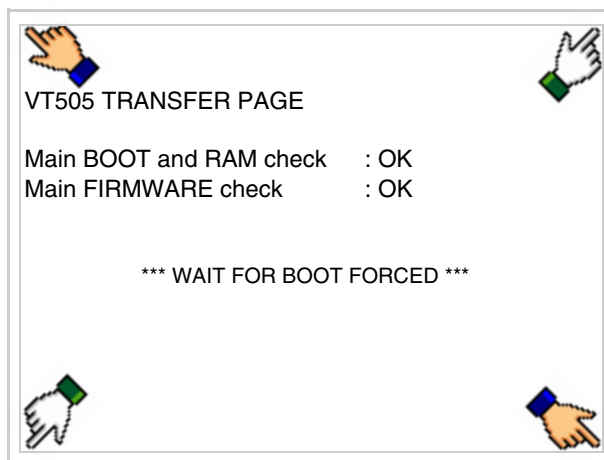 VT505 TRANSFER PAGE
Main BOOT and RAM check : OK
Main FIRMWARE check : OK
*** WAIT FOR BOOT FORCED ***